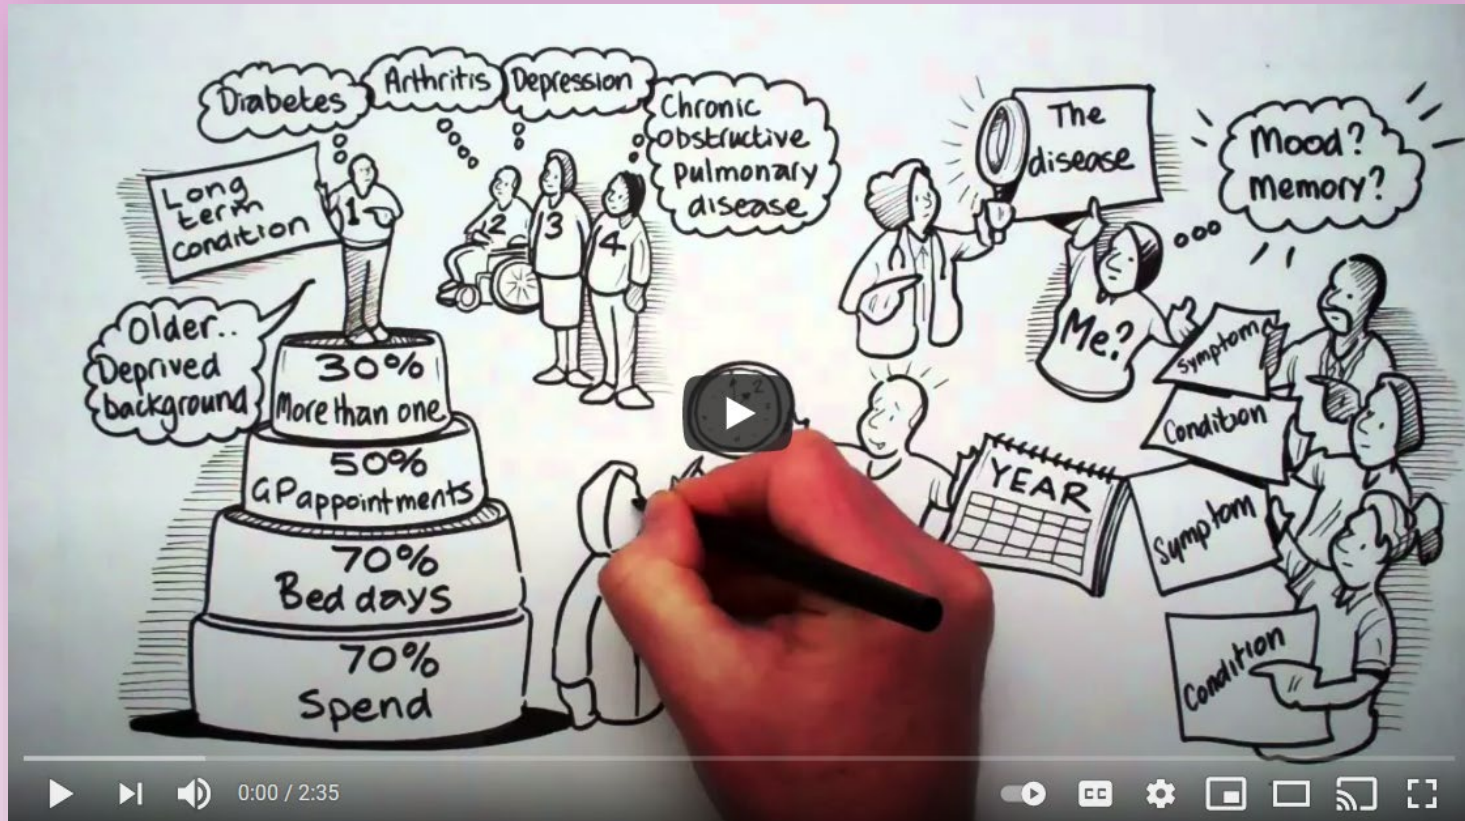 Diabetes
Arthritis
Depression
Chronic
obstructive
pulmonary
disease
Long
term
condition
1
2
3
4
Older..
Deprived
background
30%
More than one
50%
GP appointments
70%
Bed days
70%
Spend
The
disease
Mood?
memory?
Me?
Symptom
Condition
Symptom
Condition
YEAR
0:00 / 2:35
CC